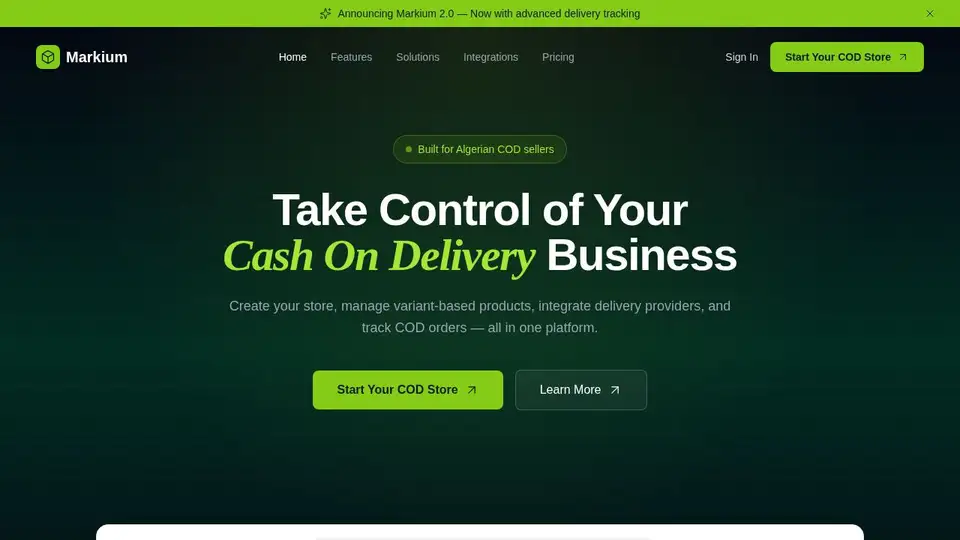 Announcing Markium 2.0 — Now with advanced delivery tracking
Markium
Home
Features
Solutions
Integrations
Pricing
Sign In
Start Your COD Store
Built for Algerian COD sellers
Take Control of Your
Cash On Delivery Business
Create your store, manage variant-based products, integrate delivery providers, and
track COD orders — all in one platform.
Start Your COD Store
Learn More